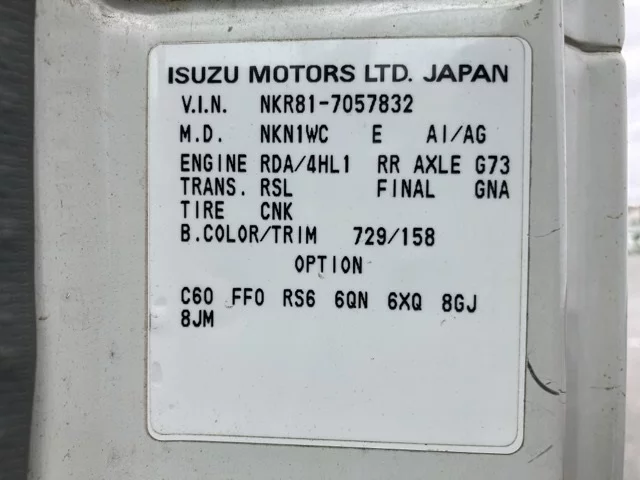 ISUZU MOTORS LTD. JAPAN
V.I.N. NKR81-7057832
M.D. NKN1WC E AI/AG
ENGINE RDA/4HL1 RR AXLE G73
TRANS. RSL FINAL GNA
TIRE CNK
B.COLOR/TRIM 729/158
OPTION
C60 FF0 RS6 6QN 6XQ 8GJ
8JM